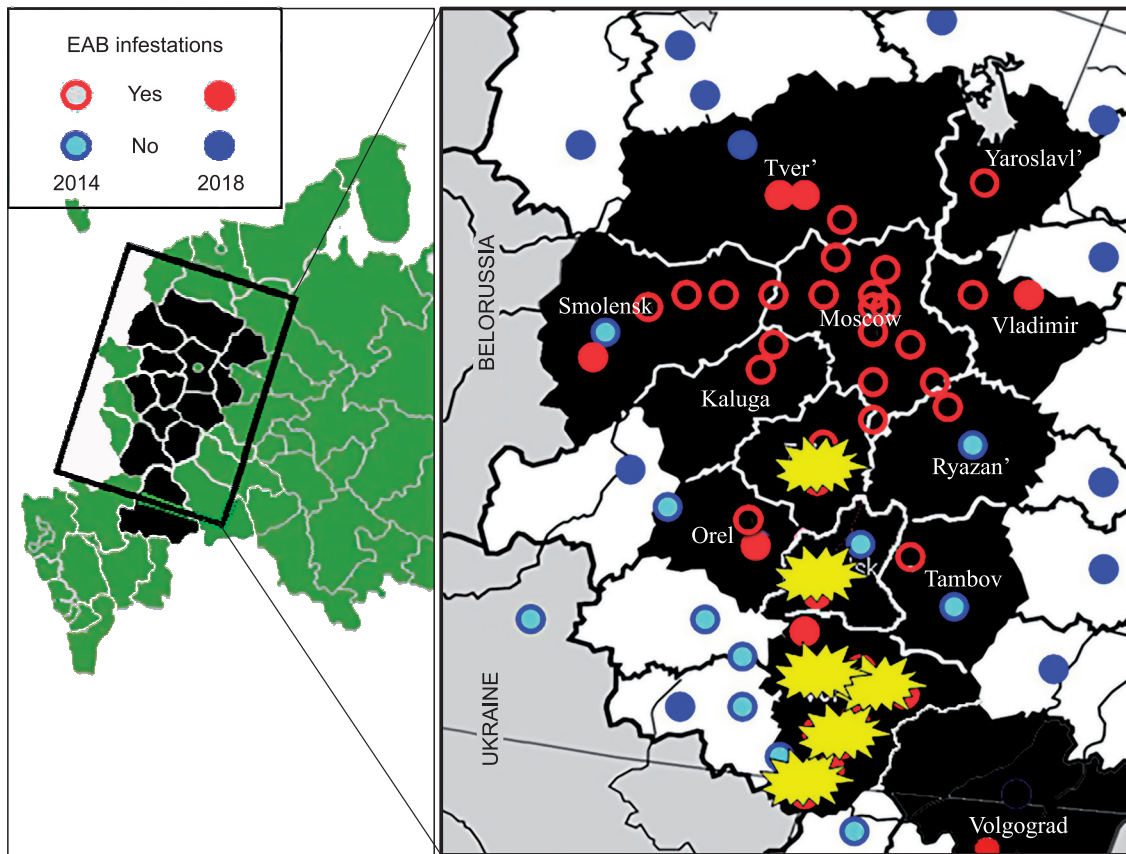 EAB infestations
Yes
No
2014 2018
BELORUSSIA
UKRAINE
Tver’
Yaroslavl’
Smolensk
Moscow
Vladimir
Kaluga
Ryazan’
Orel
Tambov
Volgograd